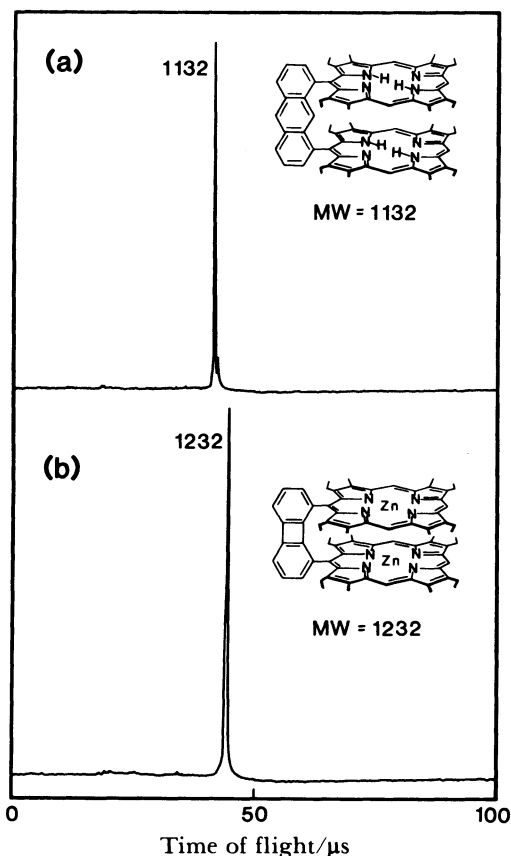 (a)
1132
N H H N
N N
N H H N
N N
MW = 1132
(b)
1232
N N
Zn
N N
N N
Zn
N N
MW = 1232
0 50 100
Time of flight/μs